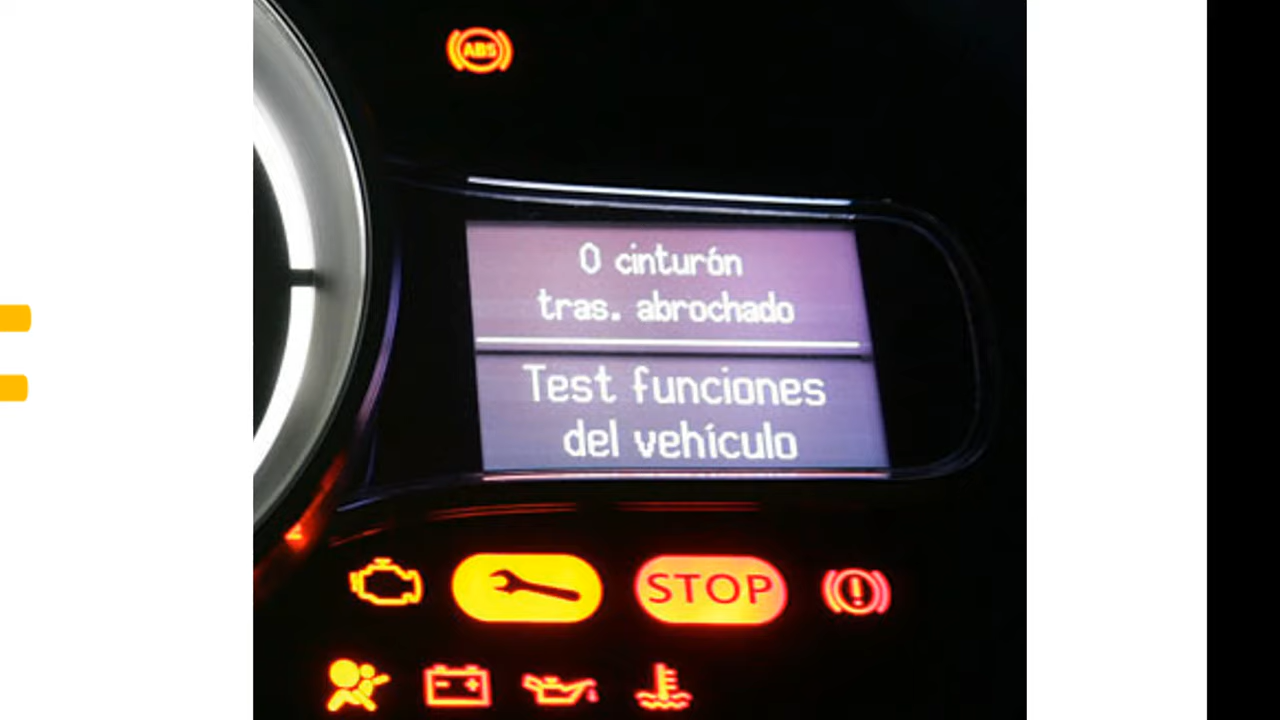 ABS
0 cinturón
tras. abrochado
Test funciones
del vehículo
STOP